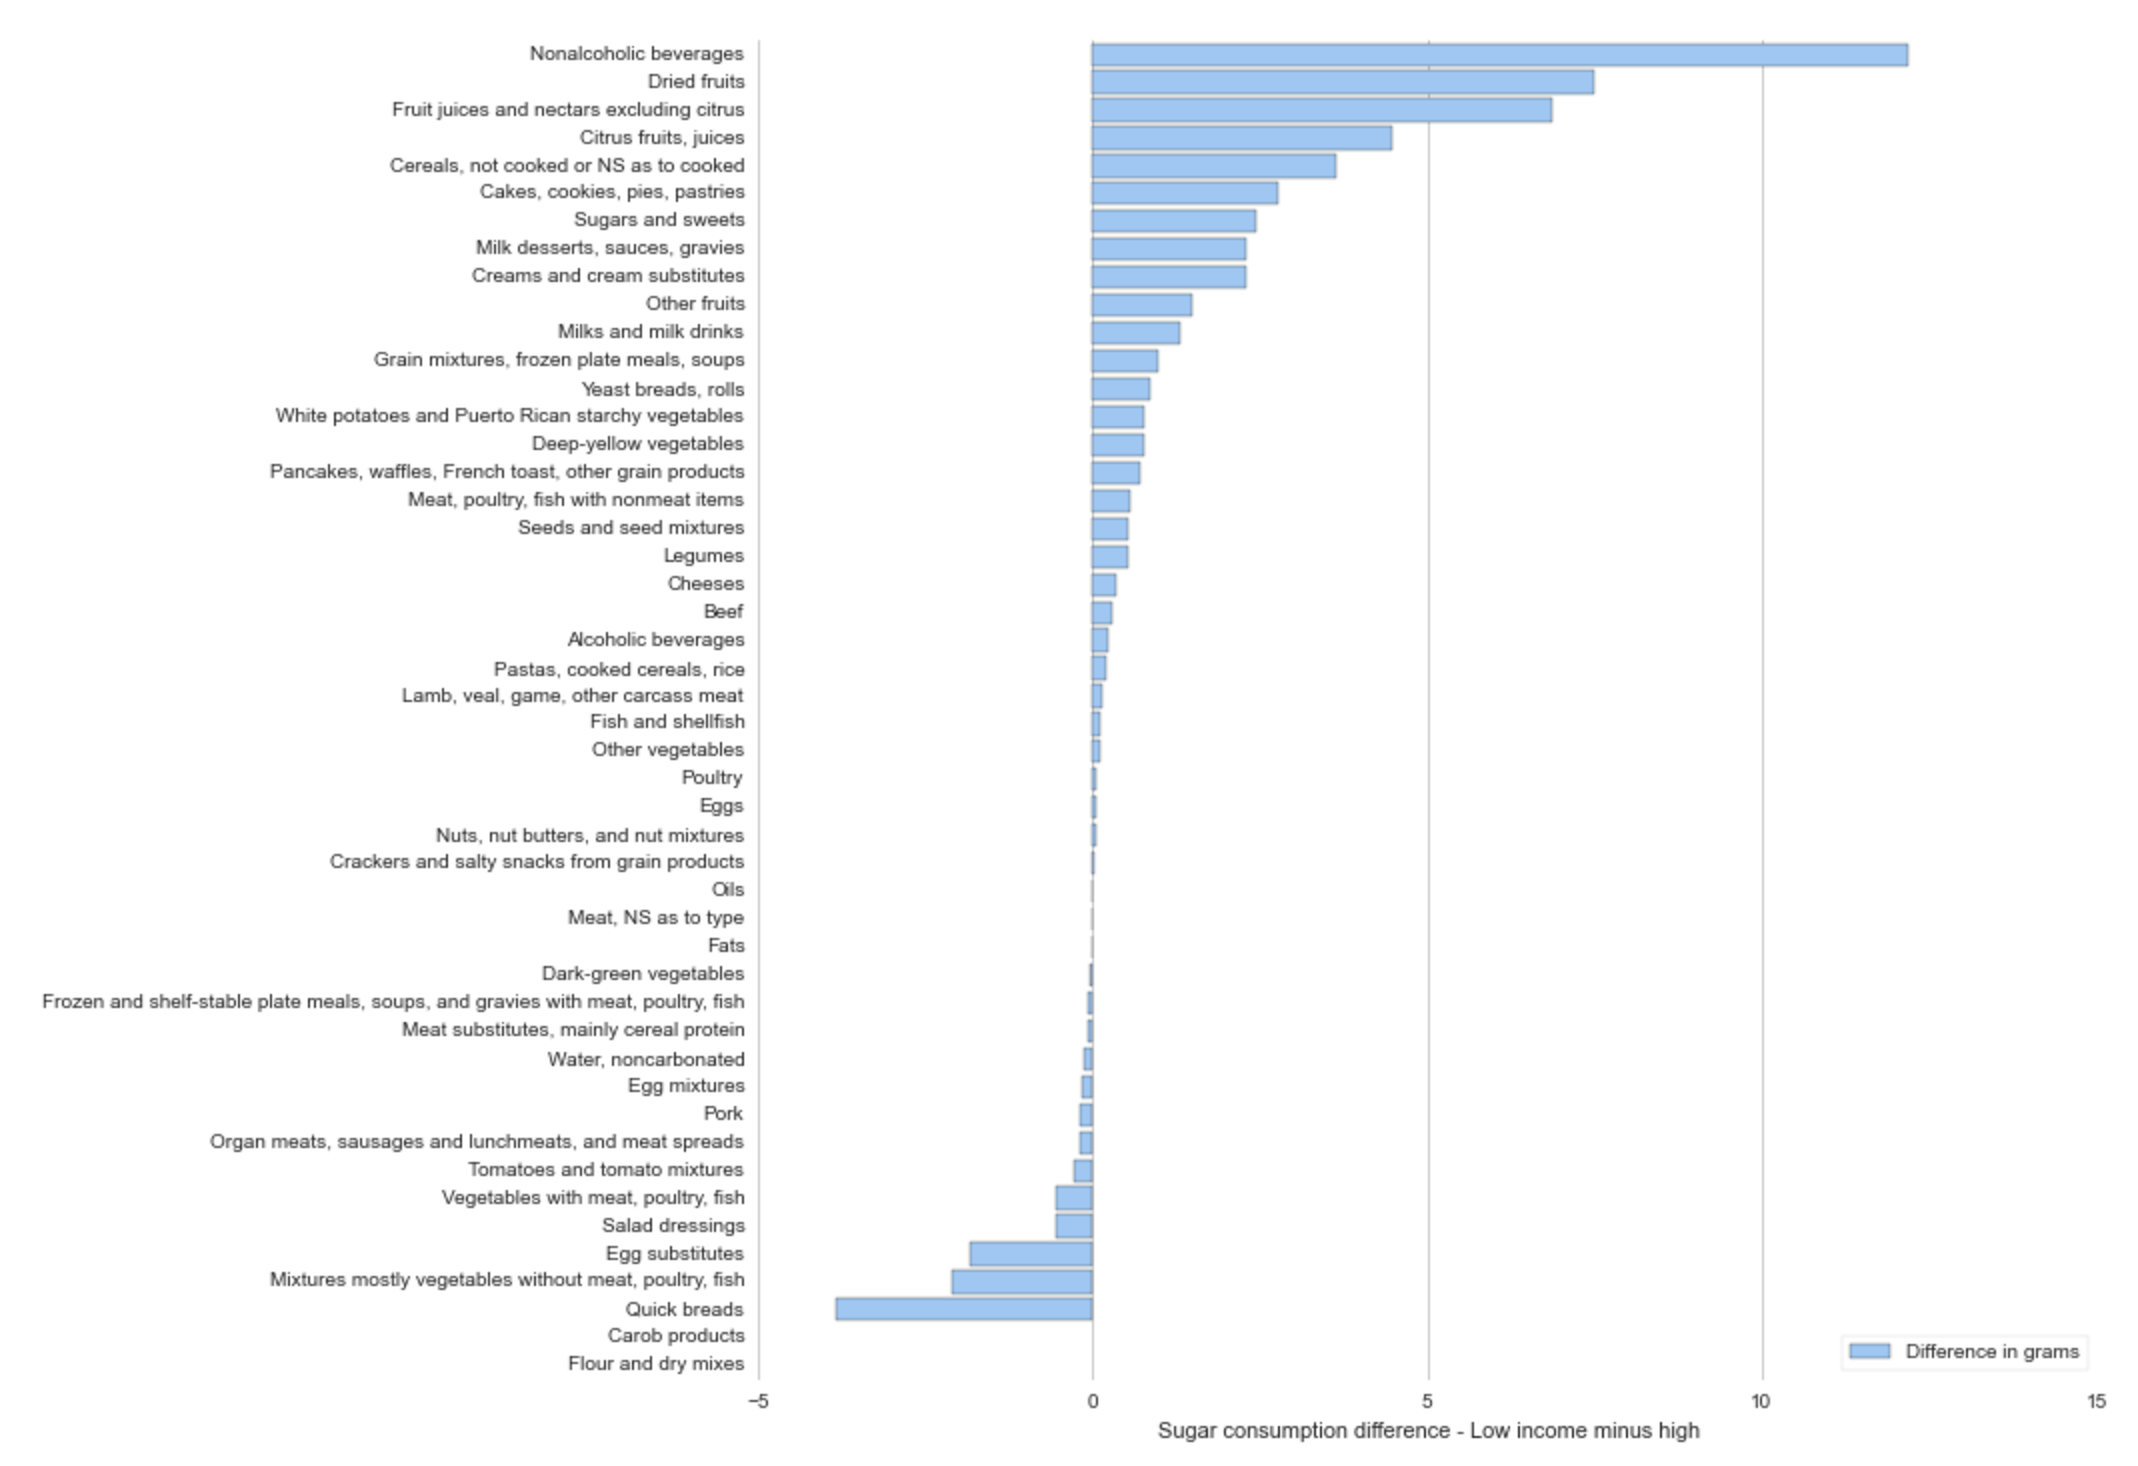 Nonalcoholic beverages
Dried fruits
Fruit juices and nectars excluding citrus
Citrus fruits, juices
Cereals, not cooked or NS as to cooked
Cakes, cookies, pies, pastries
Sugars and sweets
Milk desserts, sauces, gravies
Creams and cream substitutes
Other fruits
Milks and milk drinks
Grain mixtures, frozen plate meals, soups
Yeast breads, rolls
White potatoes and Puerto Rican starchy vegetables
Deep-yellow vegetables
Pancakes, waffles, French toast, other grain products
Meat, poultry, fish with nonmeat items
Seeds and seed mixtures
Legumes
Cheeses
Beef
Alcoholic beverages
Pastas, cooked cereals, rice
Lamb, veal, game, other carcass meat
Fish and shellfish
Other vegetables
Poultry
Eggs
Nuts, nut butters, and nut mixtures
Crackers and salty snacks from grain products
Oils
Meat, NS as to type
Fats
Dark-green vegetables
Frozen and shelf-stable plate meals, soups, and gravies with meat, poultry, fish
Meat substitutes, mainly cereal protein
Water, noncarbonated
Egg mixtures
Pork
Organ meats, sausages and lunchmeats, and meat spreads
Tomatoes and tomato mixtures
Vegetables with meat, poultry, fish
Salad dressings
Egg substitutes
Mixtures mostly vegetables without meat, poultry, fish
Quick breads
Carob products
Flour and dry mixes
Difference in grams
−5 0 5 10 15
Sugar consumption difference - Low income minus high